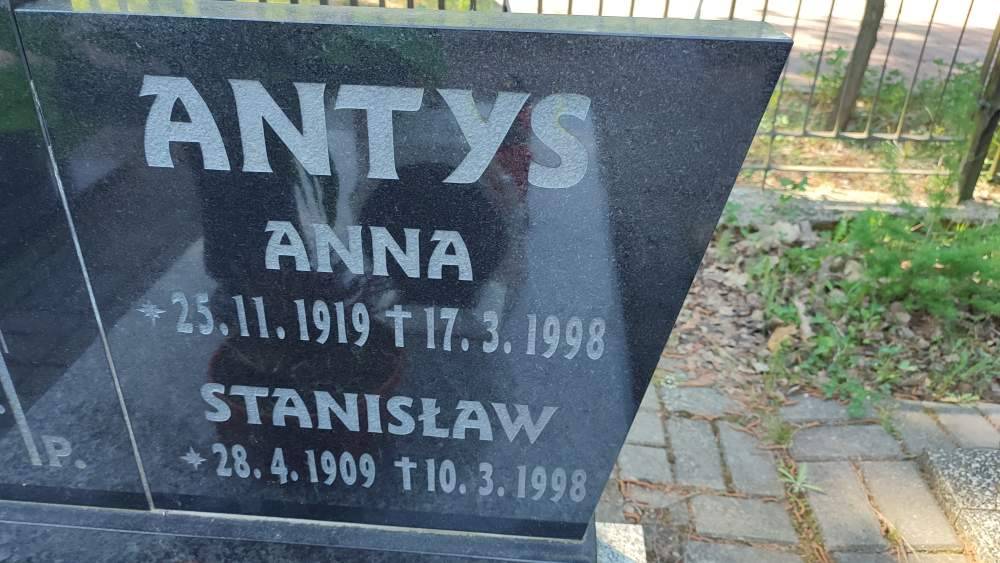 ANTYS
ANNA
* 25.11.1919 † 17.3.1998
STANISŁAW
* 28.4.1909 † 10.3.1998
P.